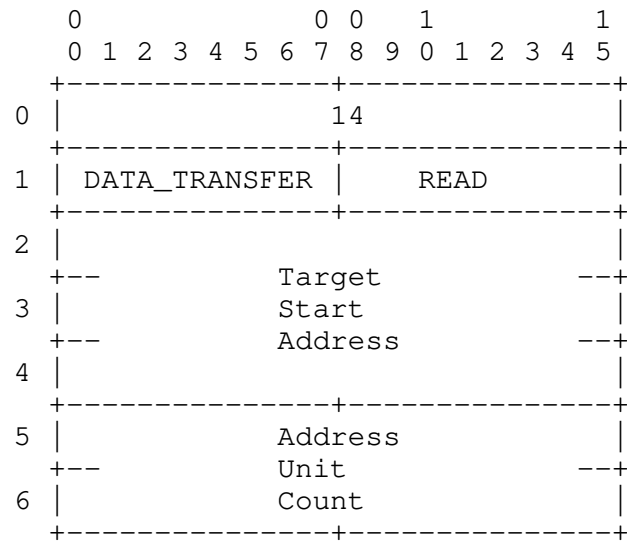 0 0 0 1 1
0 1 2 3 4 5 6 7 8 9 0 1 2 3 4 5
+---------------+---------------+
0 | 14 |
+---------------+---------------+
1 | DATA_TRANSFER | READ |
+---------------+---------------+
2 | |
+-- Target --+
3 | Start |
+-- Address --+
4 | |
+---------------+---------------+
5 | Address |
+-- Unit --+
6 | Count |
+---------------+---------------+